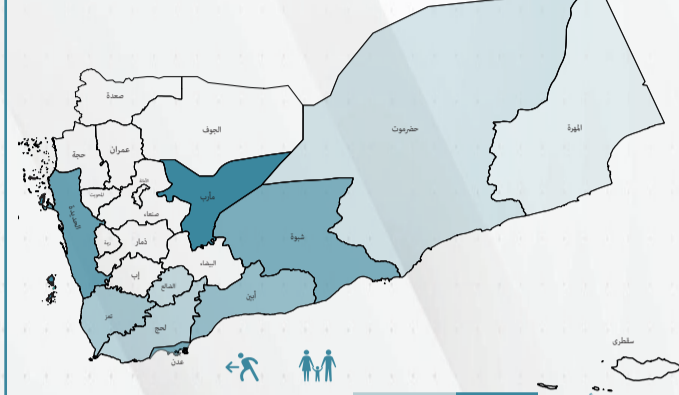 صعدة
الجوف
حضرموت
المهرة
حجة
عمران
المحويت
صنعاء
مأرب
الحديدة
ريمة
ذمار
البيضاء
شبوة
إب
الضالع
أبين
تعز
لحج
عدن
سقطرى